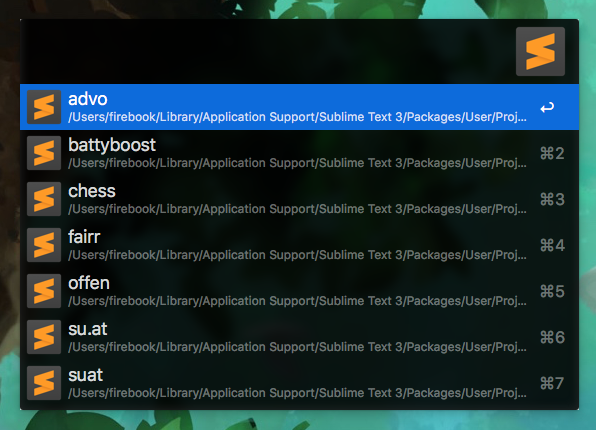 advo
/Users/firebook/Library/Application Support/Sublime Text 3/Packages/User/Proj... ↩
battyboost
/Users/firebook/Library/Application Support/Sublime Text 3/Packages/User/Proj... ⌘2
chess
/Users/firebook/Library/Application Support/Sublime Text 3/Packages/User/Proj... ⌘3
fairr
/Users/firebook/Library/Application Support/Sublime Text 3/Packages/User/Proj... ⌘4
offen
/Users/firebook/Library/Application Support/Sublime Text 3/Packages/User/Proj... ⌘5
su.at
/Users/firebook/Library/Application Support/Sublime Text 3/Packages/User/Proj... ⌘6
suat
/Users/firebook/Library/Application Support/Sublime Text 3/Packages/User/Proj... ⌘7